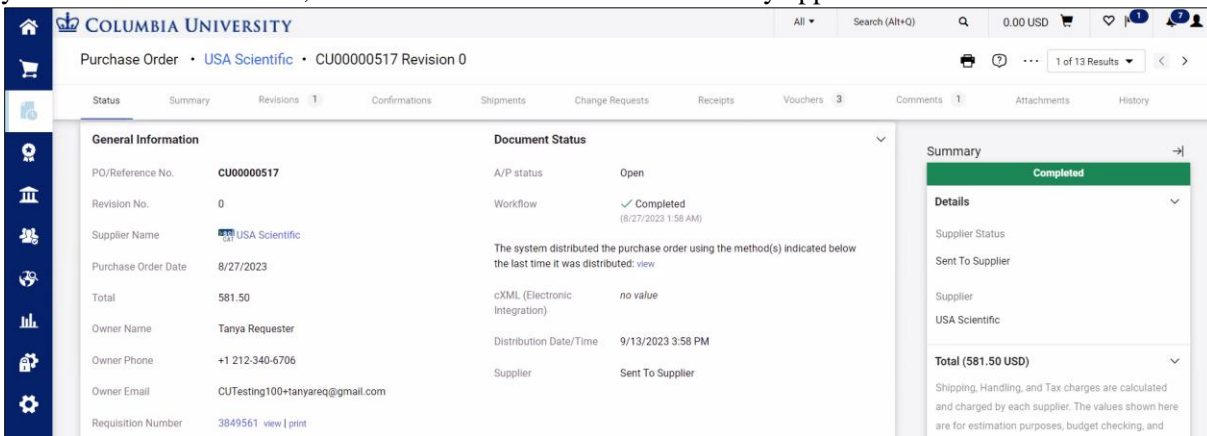 COLUMBIA UNIVERSITY
All Search (Alt+Q) 0.00 USD 1 7
Purchase Order • USA Scientific • CU00000517 Revision 0
1 of 13 Results
Status Summary Revisions 1 Confirmations Shipments Change Requests Receipts Vouchers 3 Comments 1 Attachments History
General Information
PO/Reference No. CU00000517
Revision No. 0
Supplier Name USA Scientific
Purchase Order Date 8/27/2023
Total 581.50
Owner Name Tanya Requester
Owner Phone +1 212-340-6706
Owner Email CUTesting100+tanyareq@gmail.com
Requisition Number 3849561 view | print
Document Status
A/P status Open
Workflow Completed
(8/27/2023 1:58 AM)
The system distributed the purchase order using the method(s) indicated below
the last time it was distributed: view
cXML (Electronic
Integration) no value
Distribution Date/Time 9/13/2023 3:58 PM
Supplier Sent To Supplier
Summary
Completed
Details
Supplier Status
Sent To Supplier
Supplier
USA Scientific
Total (581.50 USD)
Shipping, Handling, and Tax charges are calculated
and charged by each supplier. The values shown here
are for estimation purposes, budget checking, and